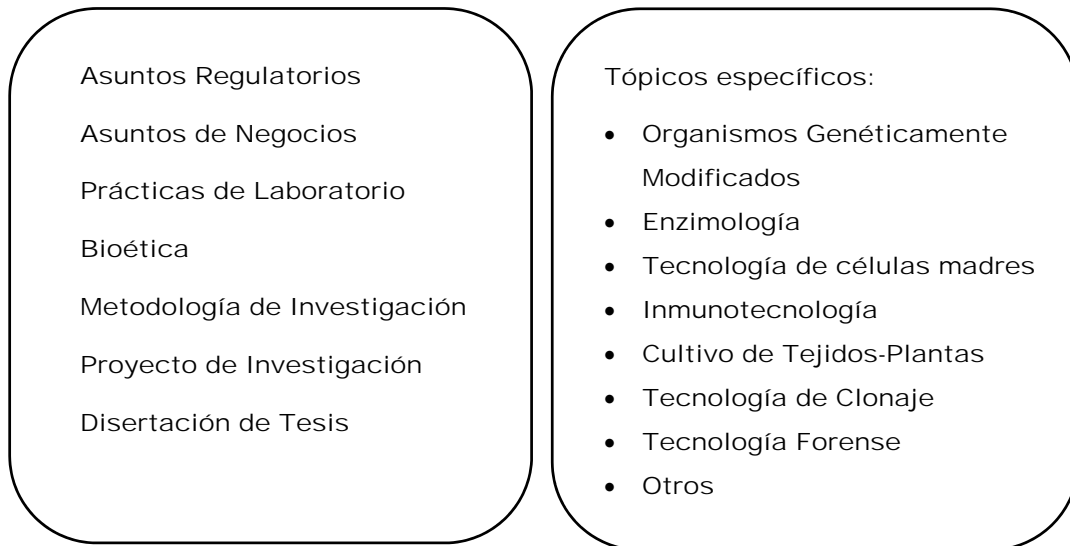 Asuntos Regulatorios
Asuntos de Negocios
Prácticas de Laboratorio
Bioética
Metodología de Investigación
Proyecto de Investigación
Disertación de Tesis
Tópicos específicos:
• Organismos Genéticamente
Modificados
• Enzimología
• Tecnología de células madres
• Inmunotecnología
• Cultivo de Tejidos-Plantas
• Tecnología de Clonaje
• Tecnología Forense
• Otros